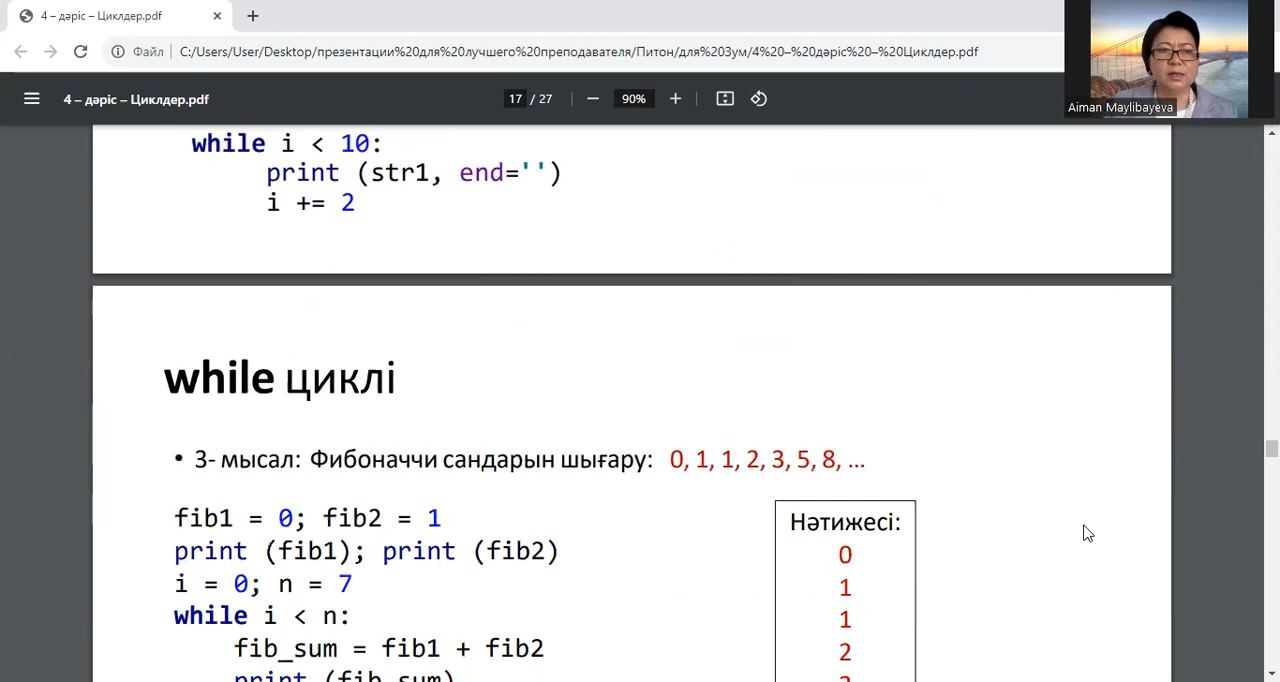 4 – дәріс – Циклдер.pdf
Файл C:/Users/User/Desktop/презентации%20для%20лучшего%20преподавателя/Питон/для%20Зум/4%20–%20дәріс%20–%20Циклдер.pdf
Aiman Maylibayeva
4 – дәріс – Циклдер.pdf 17 / 27 90%
while i < 10:
print (str1, end='')
i += 2
while циклі
• 3- мысал: Фибоначчи сандарын шығару: 0, 1, 1, 2, 3, 5, 8, ...
fib1 = 0; fib2 = 1
print (fib1); print (fib2)
i = 0; n = 7
while i < n:
fib_sum = fib1 + fib2
print (fib_sum)
Нәтижесі:
0
1
1
2